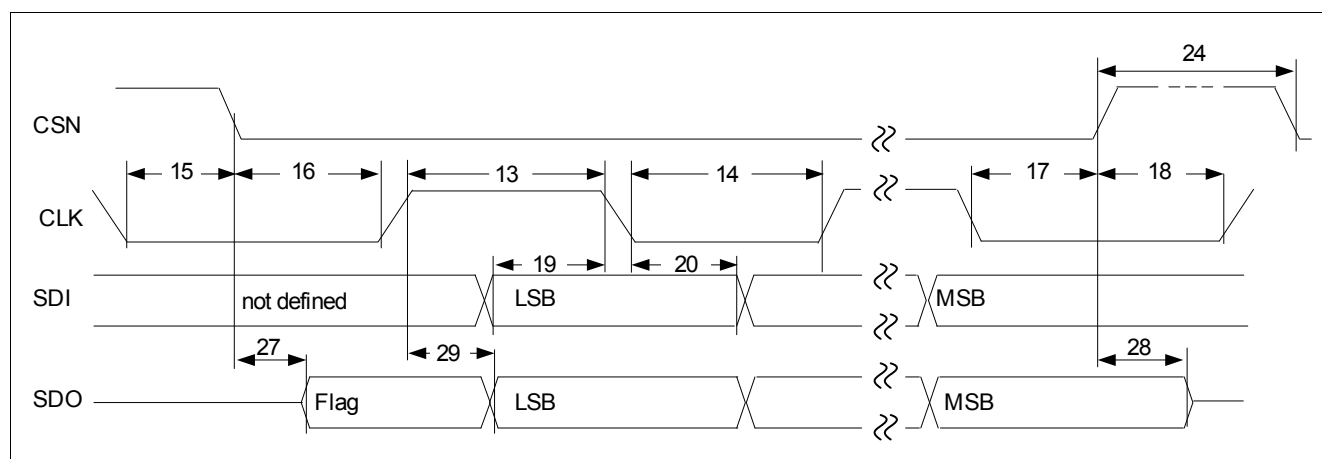 24
CSN
15 16 13 14 17 18
CLK
19 20
SDI not defined LSB MSB
27 29 28
SDO Flag LSB MSB